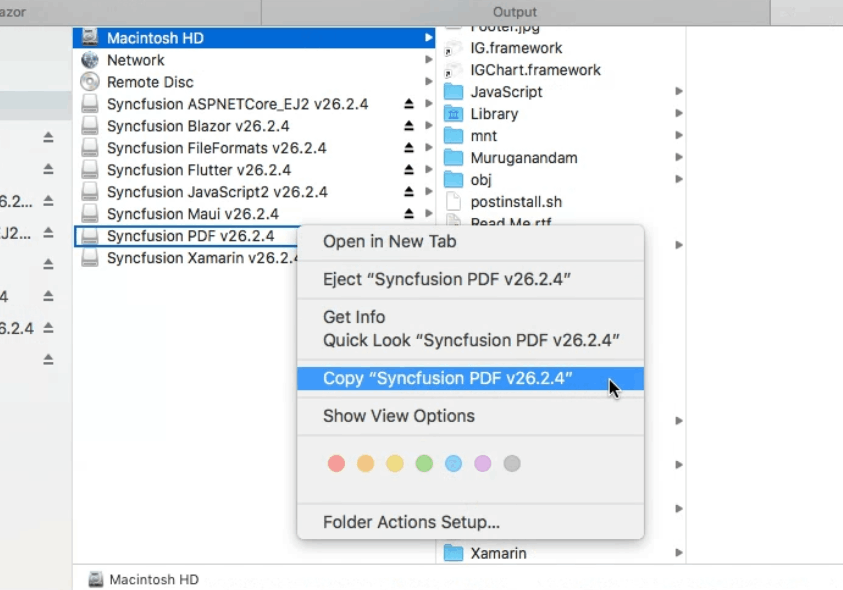 azor
Output
Macintosh HD
Network
Remote Disc
Syncfusion ASPNETCore_EJ2 v26.2.4
Syncfusion Blazor v26.2.4
Syncfusion FileFormats v26.2.4
Syncfusion Flutter v26.2.4
Syncfusion JavaScript2 v26.2.4
Syncfusion Maui v26.2.4
Syncfusion PDF v26.2.4
Syncfusion Xamarin v26.2.4
6.2...
J2...
4
6.2.4
Footer.jpg
IG.framework
IGChart.framework
JavaScript
Library
mnt
Muruganandam
obj
postinstall.sh
Read Me.rtf
Xamarin
Open in New Tab
Eject “Syncfusion PDF v26.2.4”
Get Info
Quick Look “Syncfusion PDF v26.2.4”
Copy “Syncfusion PDF v26.2.4”
Show View Options
Folder Actions Setup...
Macintosh HD